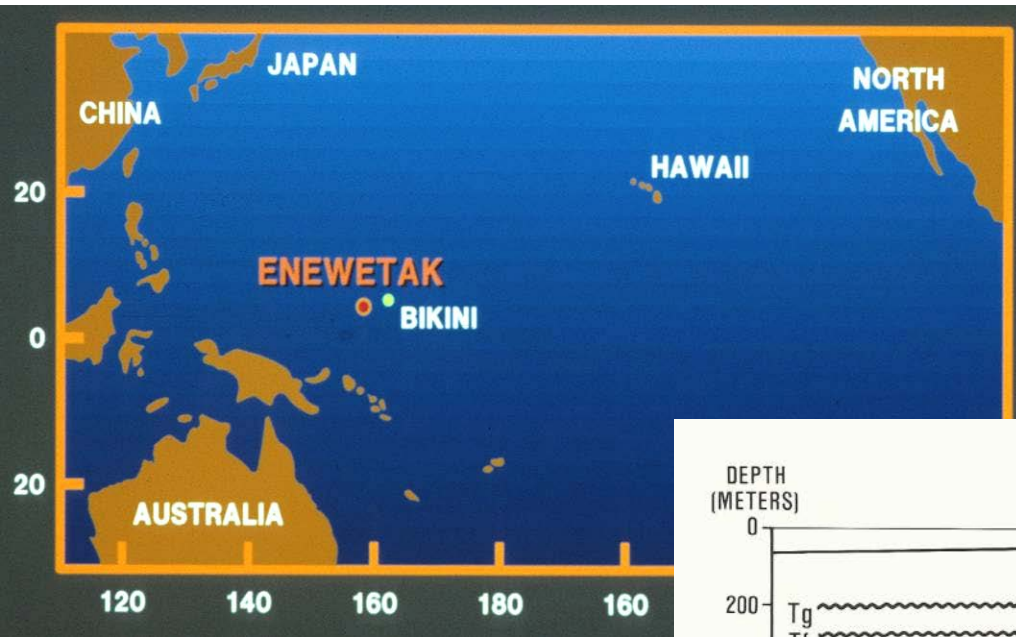 JAPAN
CHINA
NORTH
AMERICA
HAWAII
20
ENEWETAK
BIKINI
0
20
AUSTRALIA
120
140
160
180
160
DEPTH
(METERS)
0
200
Tg